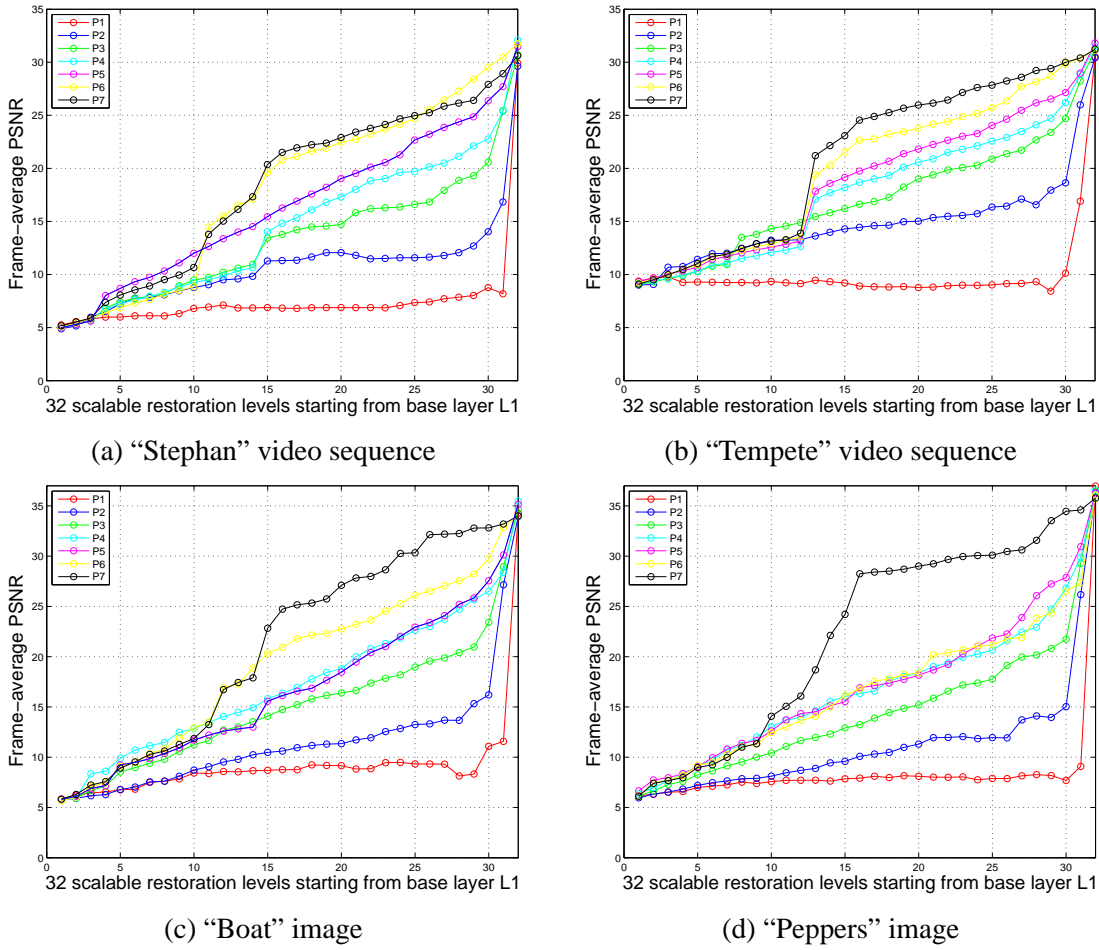 35
30
25
20
15
10
5
0
Frame-average PSNR
P1
P2
P3
P4
P5
P6
P7
5 10 15 20 25 30
32 scalable restoration levels starting from base layer L1
(a) “Stephan” video sequence
35
30
25
20
15
10
5
0
Frame-average PSNR
P1
P2
P3
P4
P5
P6
P7
5 10 15 20 25 30
32 scalable restoration levels starting from base layer L1
(b) “Tempete” video sequence
35
30
25
20
15
10
5
0
Frame-average PSNR
P1
P2
P3
P4
P5
P6
P7
5 10 15 20 25 30
32 scalable restoration levels starting from base layer L1
(c) “Boat” image
35
30
25
20
15
10
5
0
Frame-average PSNR
P1
P2
P3
P4
P5
P6
P7
5 10 15 20 25 30
32 scalable restoration levels starting from base layer L1
(d) “Peppers” image